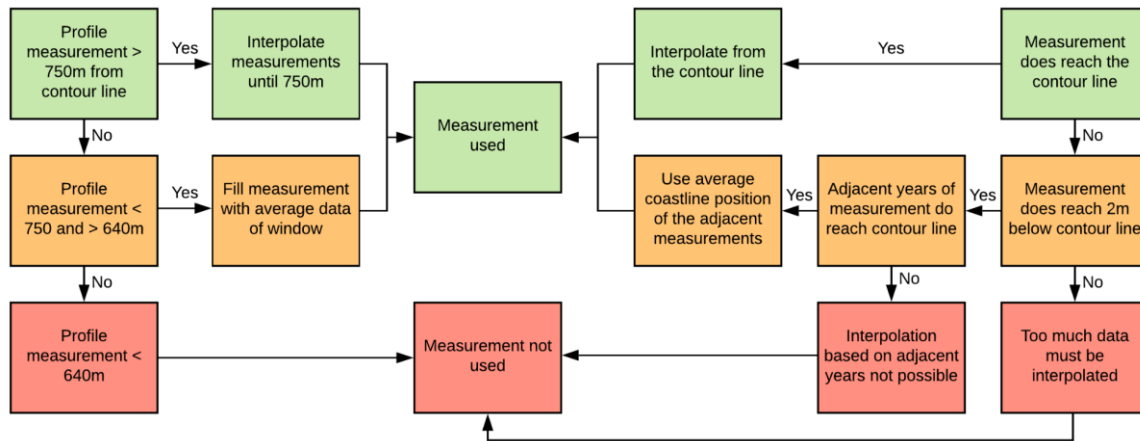 Profile
measurement >
750m from
contour line
Yes
Interpolate
measurements
until 750m
Interpolate from
the contour line
Yes
Measurement
does reach the
contour line
No
Measurement
used
No
Profile
measurement <
750 and > 640m
Yes
Fill measurement
with average data
of window
Use average
coastline position
of the adjacent
measurements
Yes
Adjacent years of
measurement do
reach contour line
Yes
Measurement
does reach 2m
below contour line
No
No
No
Profile
measurement <
640m
Measurement not
used
Interpolation
based on adjacent
years not possible
Too much data
must be
interpolated